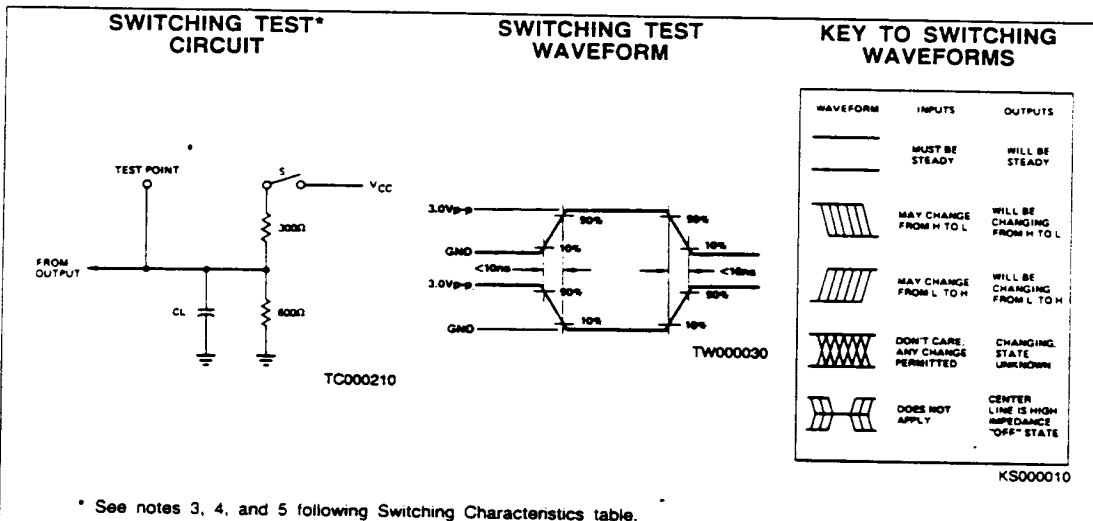 SWITCHING TEST*
CIRCUIT
TEST POINT
S
VCC
300Ω
FROM
OUTPUT
CL
600Ω
TC000210
SWITCHING TEST
WAVEFORM
3.0Vp-p
90%
90%
GND
10%
10%
<10ns
<10ns
3.0Vp-p
90%
90%
GND
10%
10%
TW000030
KEY TO SWITCHING
WAVEFORMS
WAVEFORM INPUTS OUTPUTS
MUST BE
STEADY
WILL BE
STEADY
MAY CHANGE
FROM H TO L
WILL BE
CHANGING
FROM H TO L
MAY CHANGE
FROM L TO H
WILL BE
CHANGING
FROM L TO H
DON'T CARE:
ANY CHANGE
PERMITTED
CHANGING.
STATE
UNKNOWN
DOES NOT
APPLY
CENTER
LINE IS HIGH
IMPEDANCE
"OFF" STATE
KS000010
* See notes 3, 4, and 5 following Switching Characteristics table.